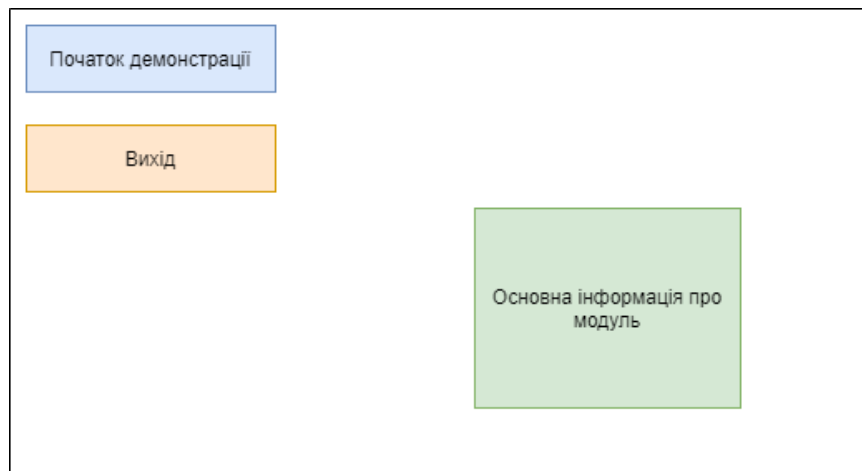 Початок демонстрації
Вихід
Основна інформація про
модуль